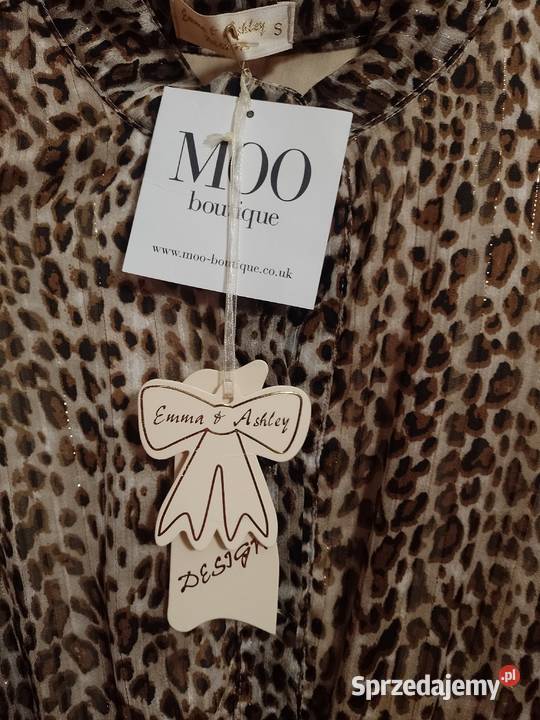 Emma & Ashley S
MOO
boutique
www.moo-boutique.co.uk
Emma & Ashley
DESIGN
Sprzedajemy.pl